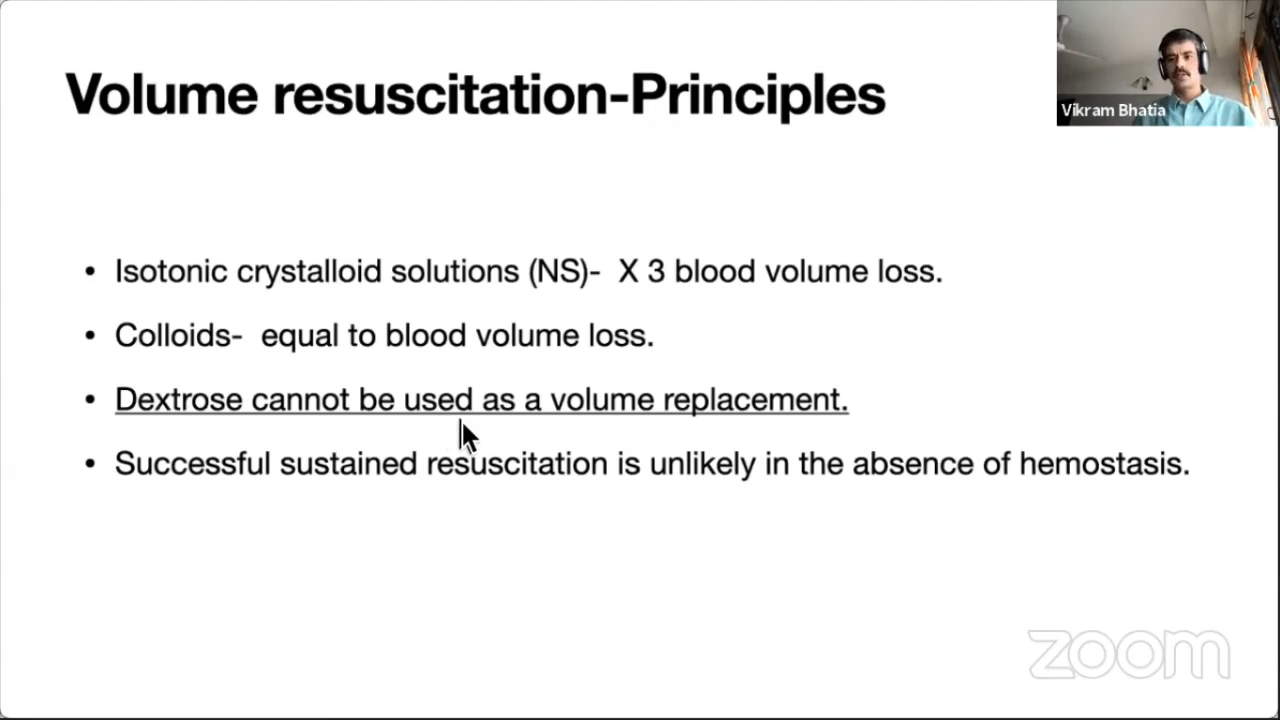 Volume resuscitation-Principles
Vikram Bhatia
• Isotonic crystalloid solutions (NS)-  X 3 blood volume loss.
• Colloids-  equal to blood volume loss.
• Dextrose cannot be used as a volume replacement.
• Successful sustained resuscitation is unlikely in the absence of hemostasis.
zoom